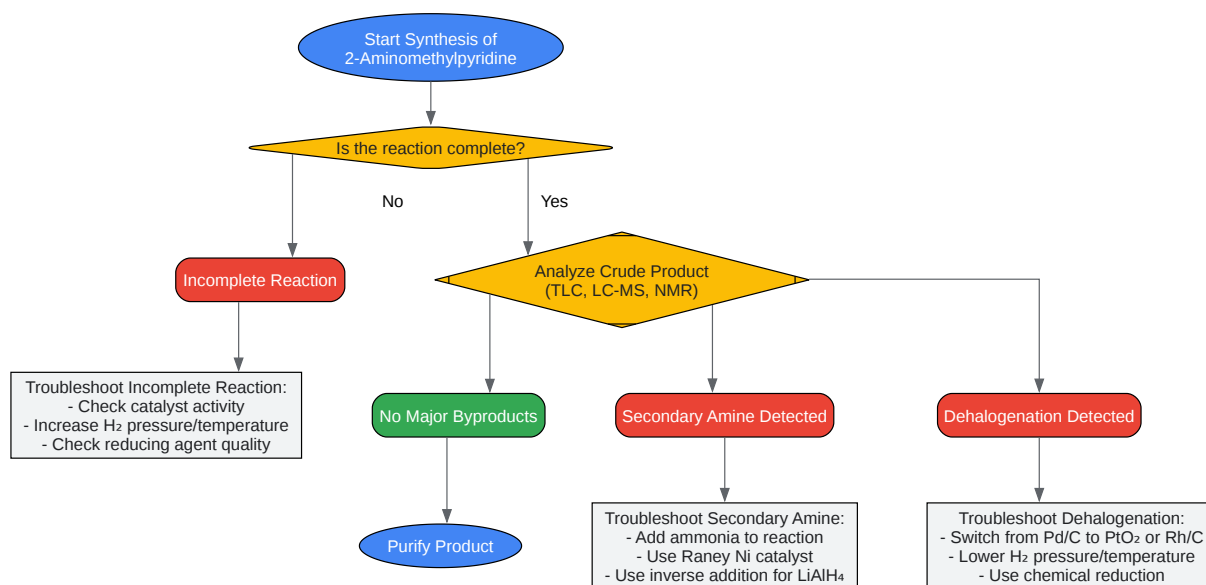 Start Synthesis of
2-Aminomethylpyridine
Is the reaction complete?
No
Yes
Analyze Crude Product
(TLC, LC-MS, NMR)
Incomplete Reaction
Troubleshoot Incomplete Reaction:
- Check catalyst activity
- Increase H₂ pressure/temperature
- Check reducing agent quality
No Major Byproducts
Secondary Amine Detected
Dehalogenation Detected
Purify Product
Troubleshoot Secondary Amine:
- Add ammonia to reaction
- Use Raney Ni catalyst
- Use inverse addition for LiAlH₄
Troubleshoot Dehalogenation:
- Switch from Pd/C to PtO₂ or Rh/C
- Lower H₂ pressure/temperature
- Use chemical reduction